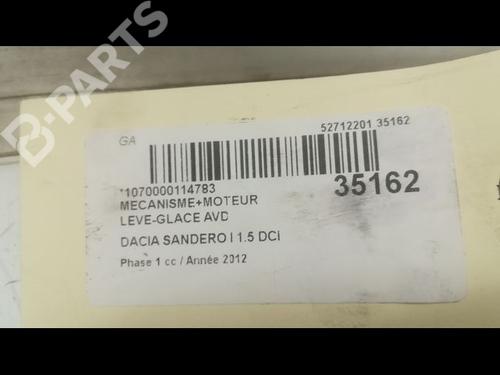 B-PARTS
GA
52712201 35162
*1070000114783
35162
MECANISME+MOTEUR
LEVE-GLACE AVD
DACIA SANDERO I 1.5 DCi
Phase 1 cc / Année 2012